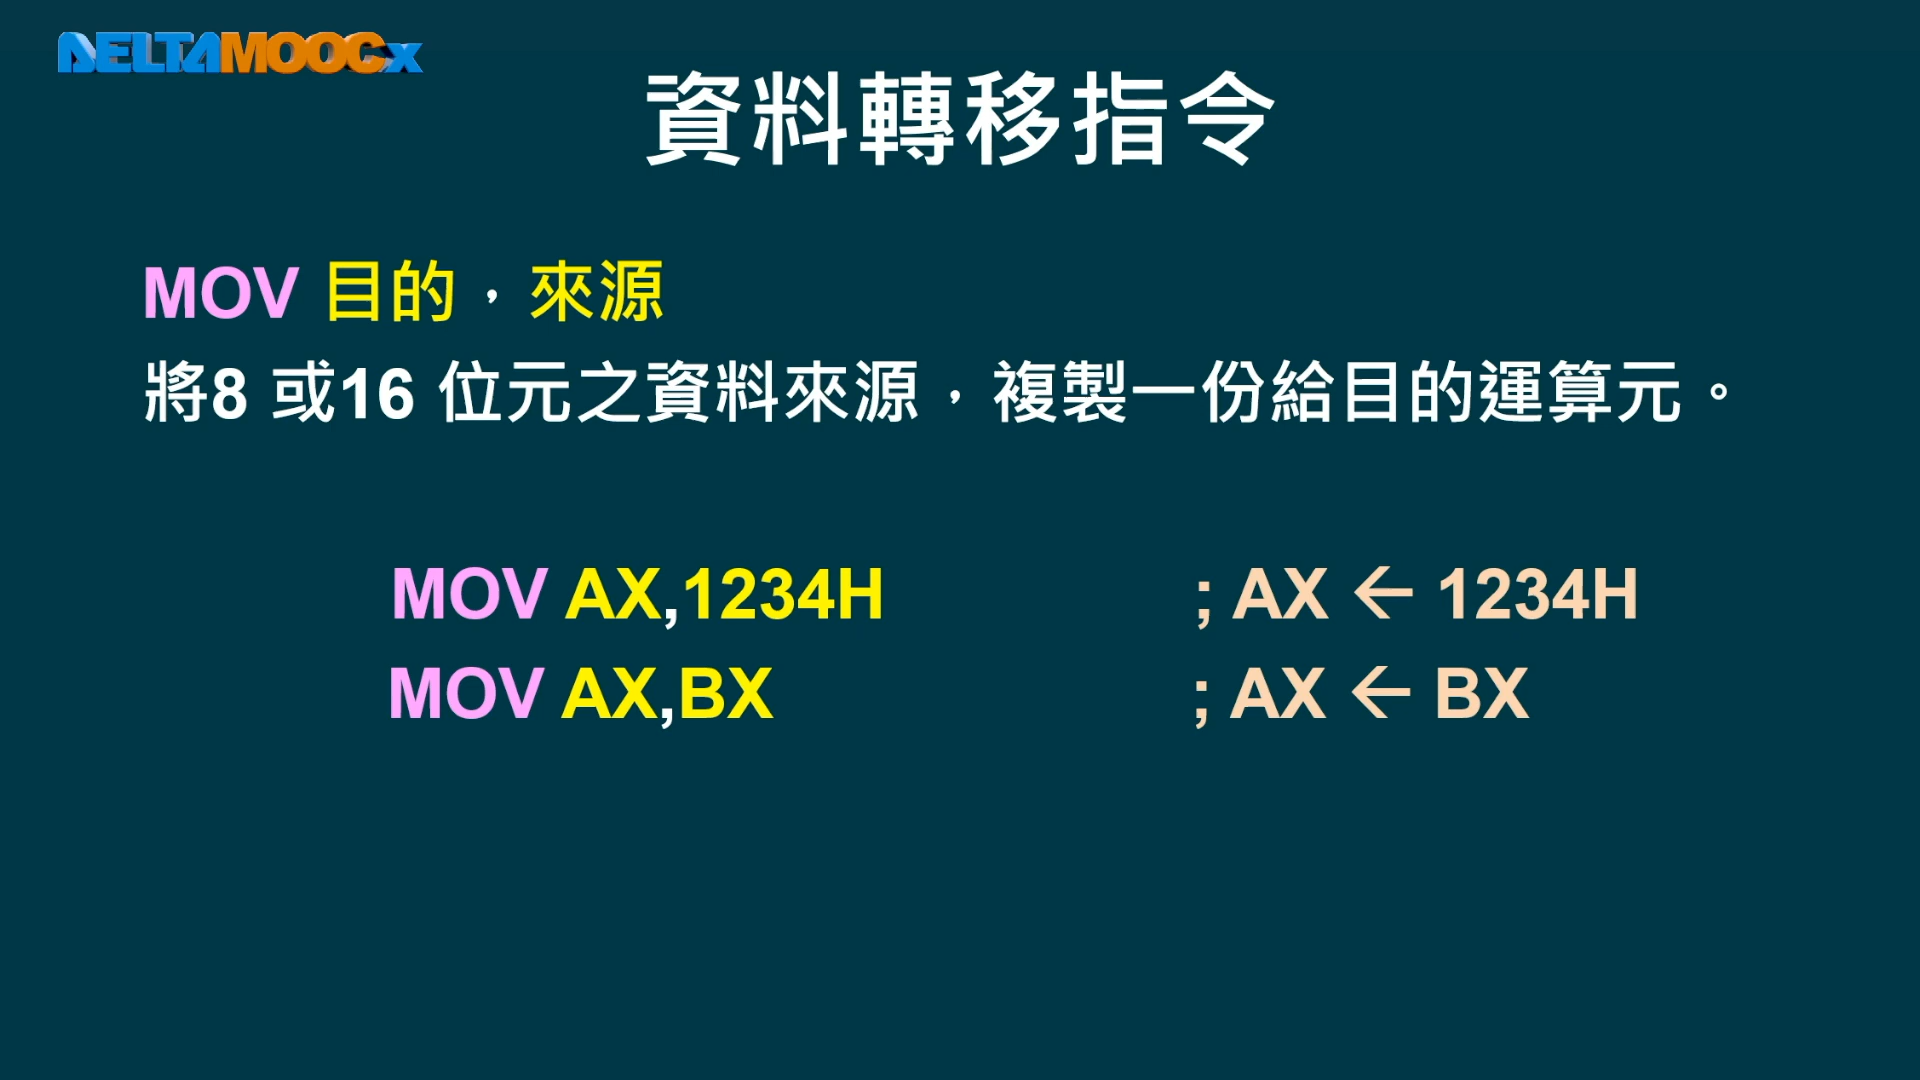 DELTAMOOCx
資料轉移指令
MOV 目的，來源
將8 或16 位元之資料來源，複製一份給目的運算元。
MOV AX,1234H ; AX ← 1234H
MOV AX,BX ; AX ← BX